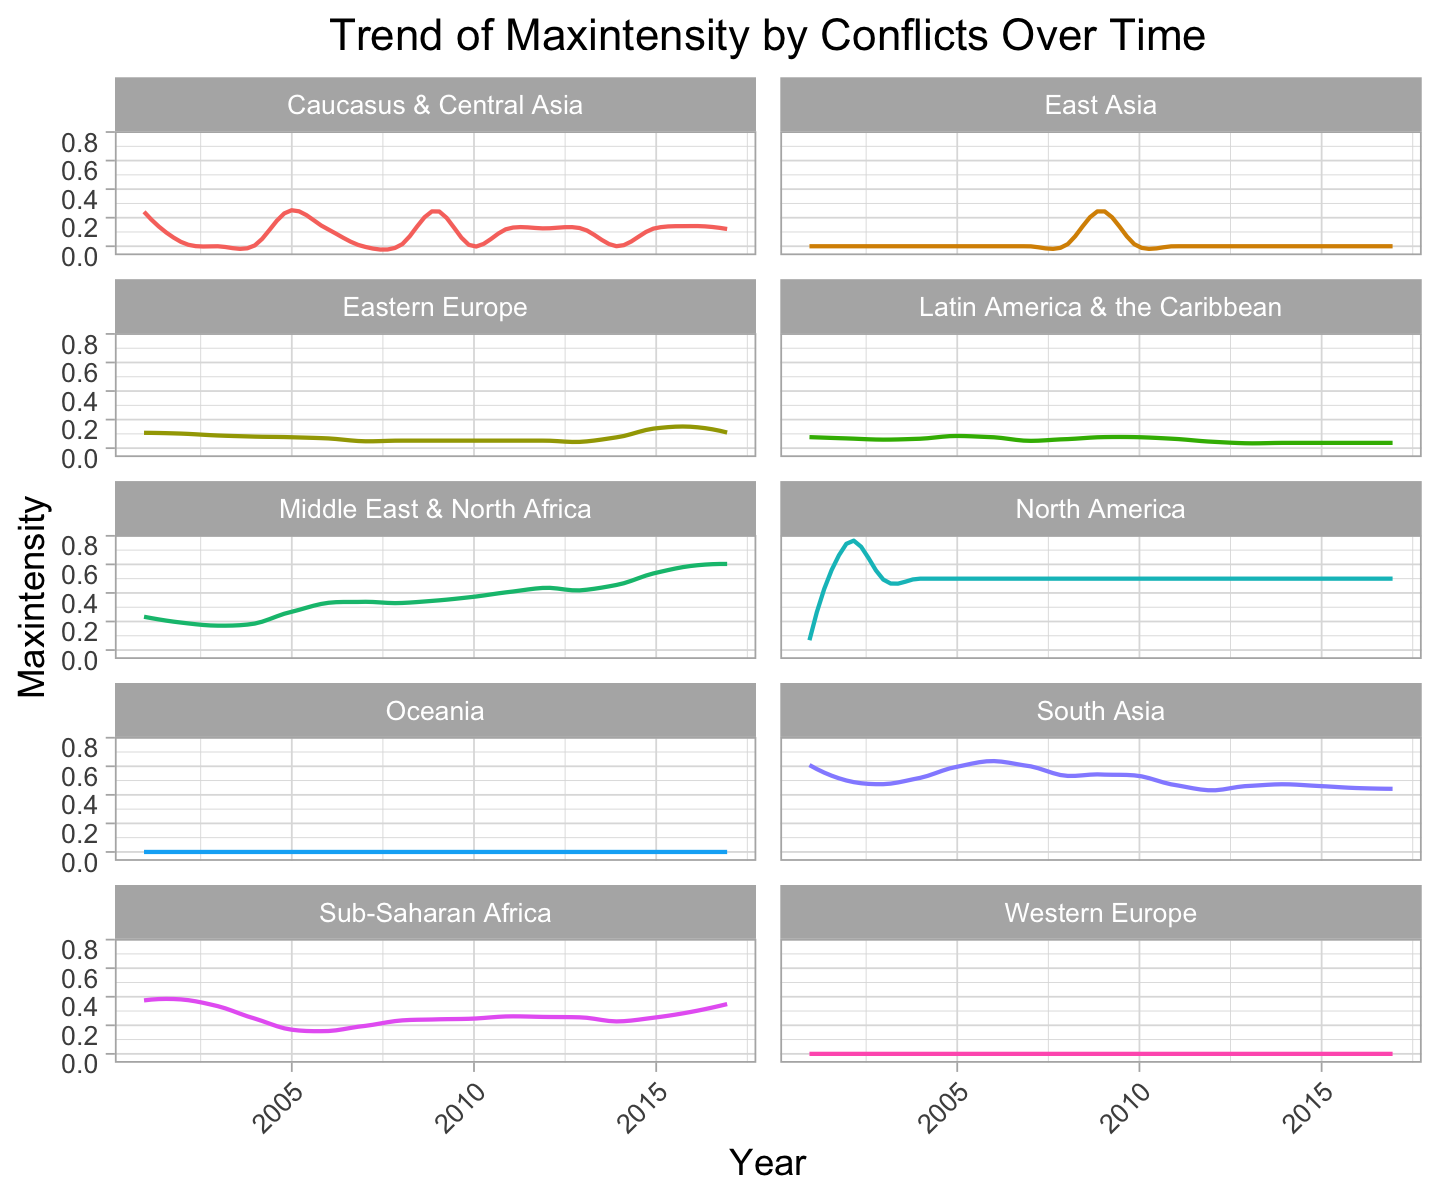 Trend of Maxintensity by Conflicts Over Time
Caucasus & Central Asia
East Asia
0.8
0.6
0.4
0.2
0.0
Eastern Europe
Latin America & the Caribbean
0.8
0.6
0.4
0.2
0.0
Middle East & North Africa
North America
0.8
0.6
0.4
0.2
0.0
Maxintensity
Oceania
South Asia
0.8
0.6
0.4
0.2
0.0
Sub-Saharan Africa
Western Europe
0.8
0.6
0.4
0.2
0.0
2005
2010
2015
2005
2010
2015
Year